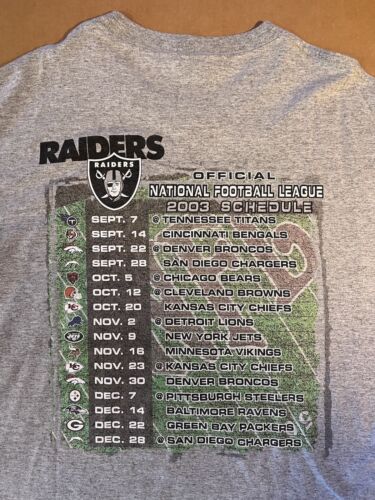 RAIDERS
RAIDERS
OFFICIAL
NATIONAL FOOTBALL LEAGUE
2003 SCHEDULE
SEPT. 7 @ TENNESSEE TITANS
SEPT. 14 CINCINNATI BENGALS
SEPT. 22 @ DENVER BRONCOS
SEPT. 28 SAN DIEGO CHARGERS
OCT. 5 @ CHICAGO BEARS
OCT. 12 @ CLEVELAND BROWNS
OCT. 20 KANSAS CITY CHIEFS
NOV. 2 @ DETROIT LIONS
NOV. 9 NEW YORK JETS
NOV. 16 MINNESOTA VIKINGS
NOV. 23 @ KANSAS CITY CHIEFS
NOV. 30 DENVER BRONCOS
DEC. 7 @ PITTSBURGH STEELERS
DEC. 14 BALTIMORE RAVENS
DEC. 22 GREEN BAY PACKERS
DEC. 28 @ SAN DIEGO CHARGERS